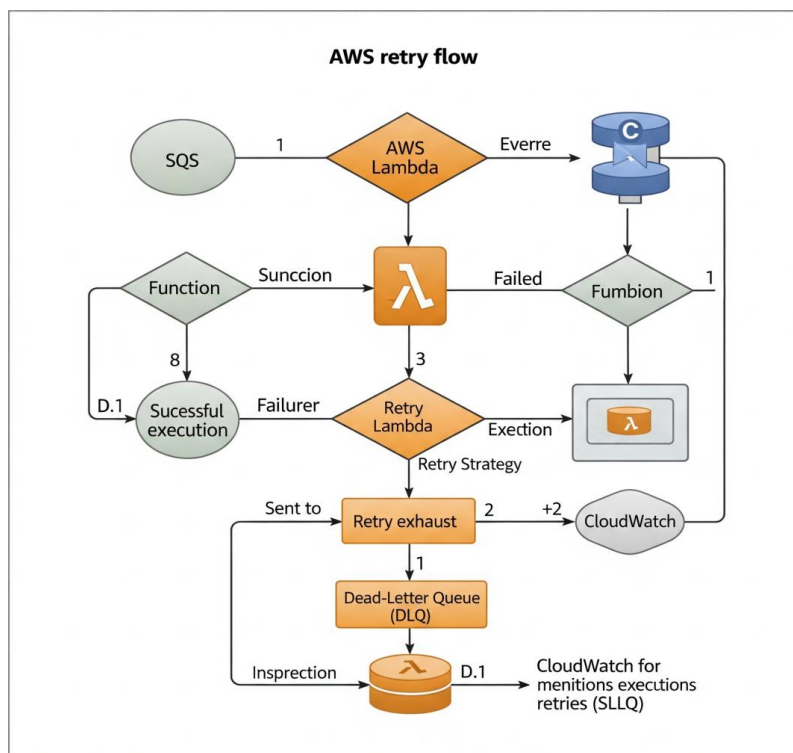 AWS retry flow
SQS
1
AWS
Lambda
Everre
C
Function
Sunccion
λ
Failed
Fumbion
1
8
3
D.1
Sucessful
execution
Failurer
Retry
Lambda
Exection
λ
Retry Strategy
Sent to
Retry exhaust
2
+2
CloudWatch
1
Dead-Letter Queue
(DLQ)
Insprection
λ
D.1
CloudWatch for
menitions executions
retries (SLLQ)